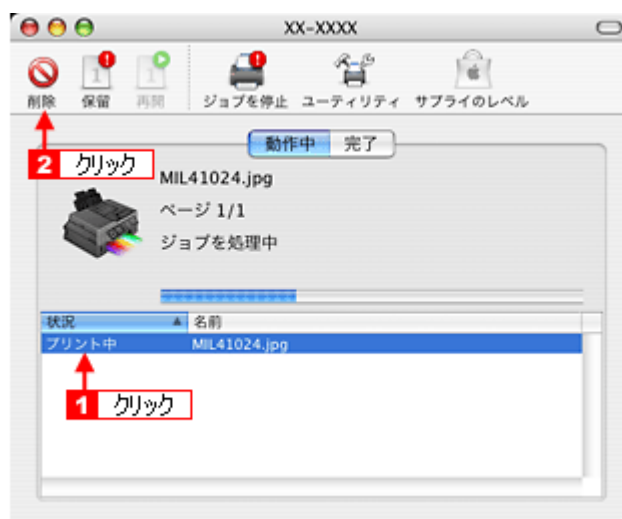 XX-XXXX
削除 保留 再開 ジョブを停止 ユーティリティ サプライのレベル
動作中 完了
2 クリック
MIL41024.jpg
ページ 1/1
ジョブを処理中
状況 名前
プリント中 MIL41024.jpg
1 クリック